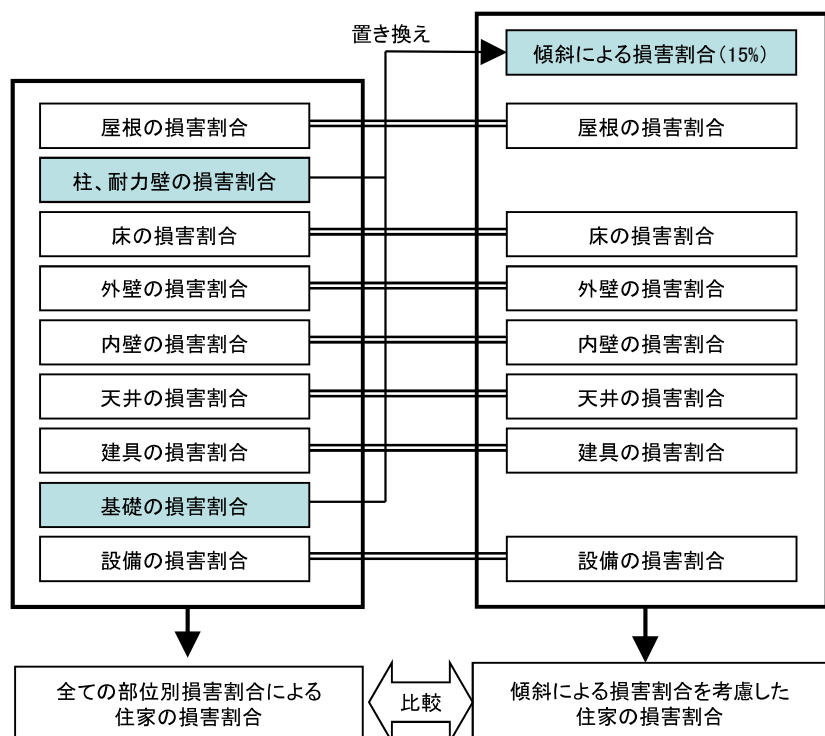 置き換え
傾斜による損害割合(15%)
屋根の損害割合
屋根の損害割合
柱、耐力壁の損害割合
床の損害割合
床の損害割合
外壁の損害割合
外壁の損害割合
内壁の損害割合
内壁の損害割合
天井の損害割合
天井の損害割合
建具の損害割合
建具の損害割合
基礎の損害割合
設備の損害割合
設備の損害割合
全ての部位別損害割合による
住家の損害割合
比較
傾斜による損害割合を考慮した
住家の損害割合